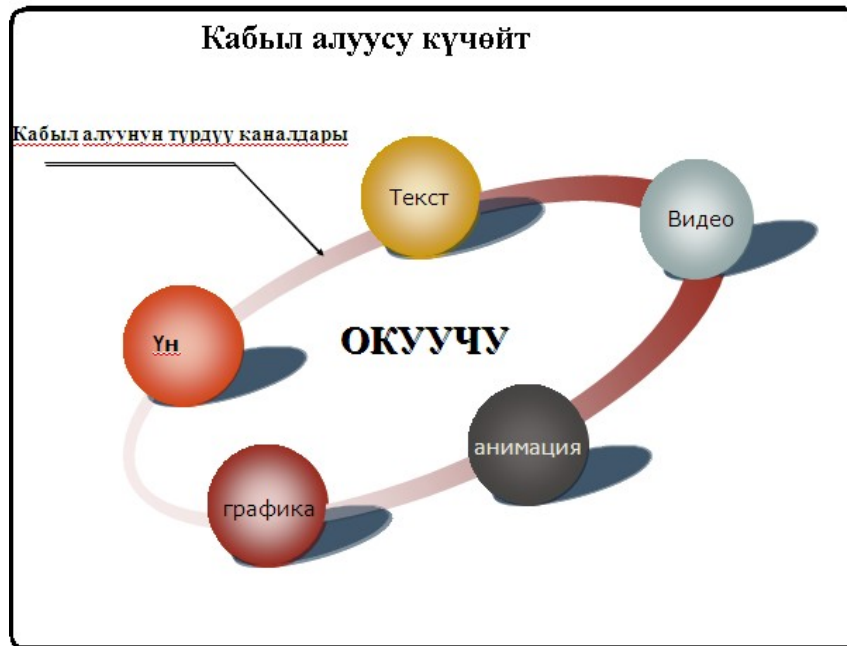 Кабыл алуусу күчөйт
Кабыл алуунун түрдүү каналдары
Текст
Видео
Үн
ОКУУЧУ
анимация
графика